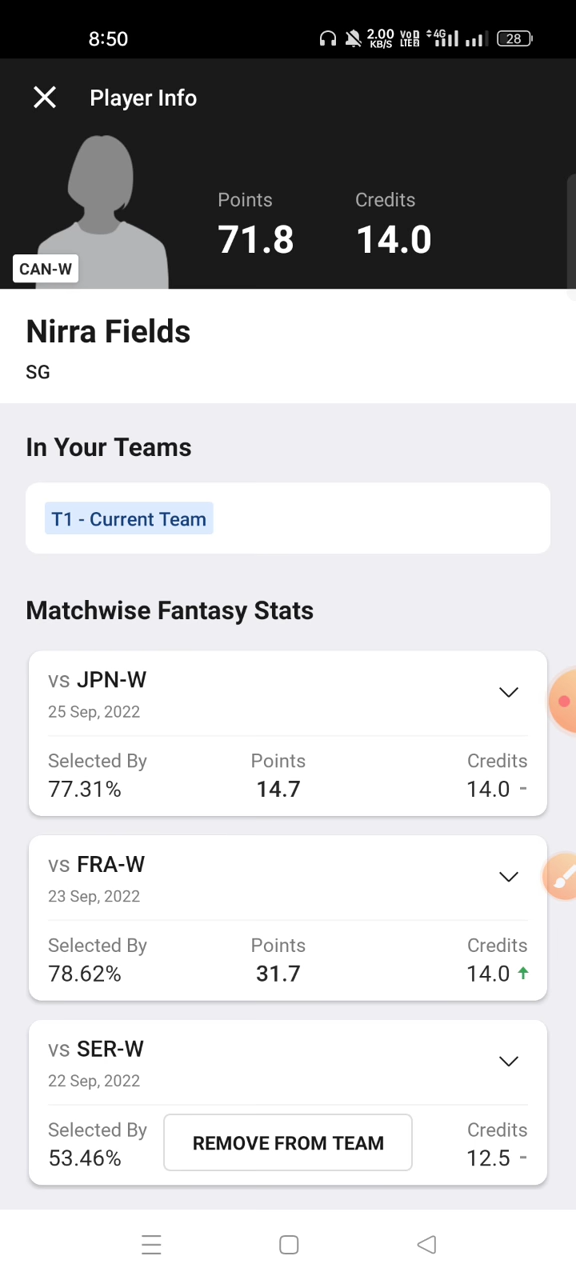 8:50
2.00 KB/S VoD LTED 4G 28
Player Info
Points
Credits
71.8
14.0
CAN-W
Nirra Fields
SG
In Your Teams
T1 - Current Team
Matchwise Fantasy Stats
vs JPN-W
25 Sep, 2022
Selected By Points Credits
77.31% 14.7 14.0 -
vs FRA-W
23 Sep, 2022
Selected By Points Credits
78.62% 31.7 14.0
vs SER-W
22 Sep, 2022
Selected By Credits
REMOVE FROM TEAM
53.46% 12.5 -